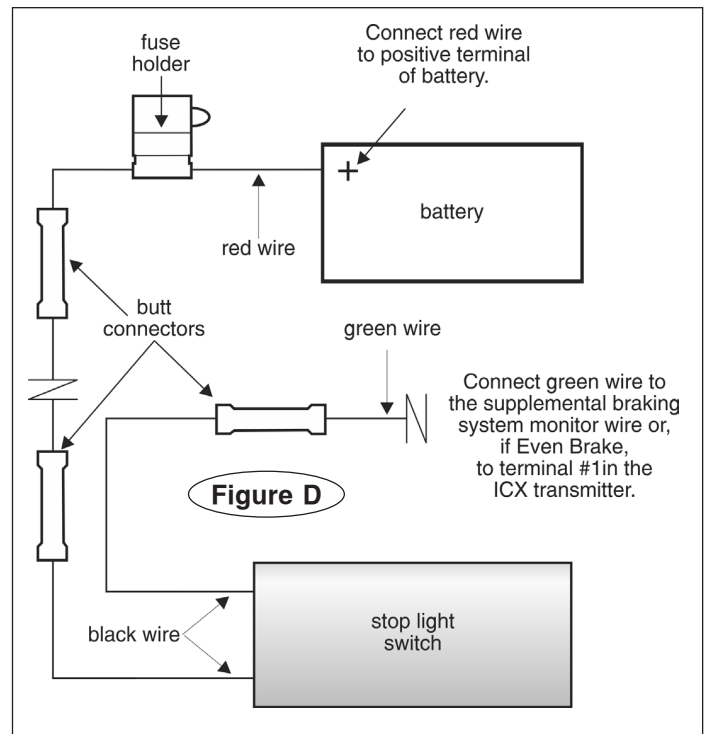 fuse
holder
Connect red wire
to positive terminal
of battery.
+
battery
red wire
butt
connectors
green wire
Connect green wire to
the supplemental braking
system monitor wire or,
if Even Brake,
to terminal #1in the
ICX transmitter.
Figure D
black wire
stop light
switch